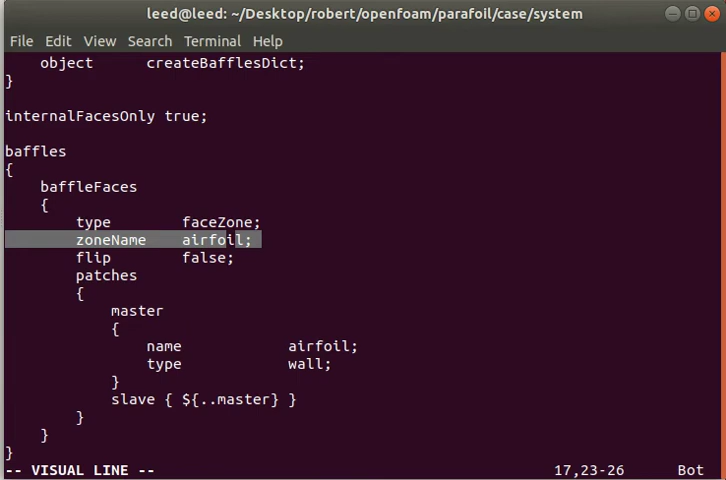 leed@leed: ~/Desktop/robert/openfoam/parafoil/case/system
File Edit View Search Terminal Help
object createBafflesDict;
}
internalFacesOnly true;
baffles
{
baffleFaces
{
type faceZone;
zoneName airfoil;
flip false;
patches
{
master
{
name airfoil;
type wall;
}
slave { ${..master} }
}
}
}
-- VISUAL LINE -- 17,23-26 Bot